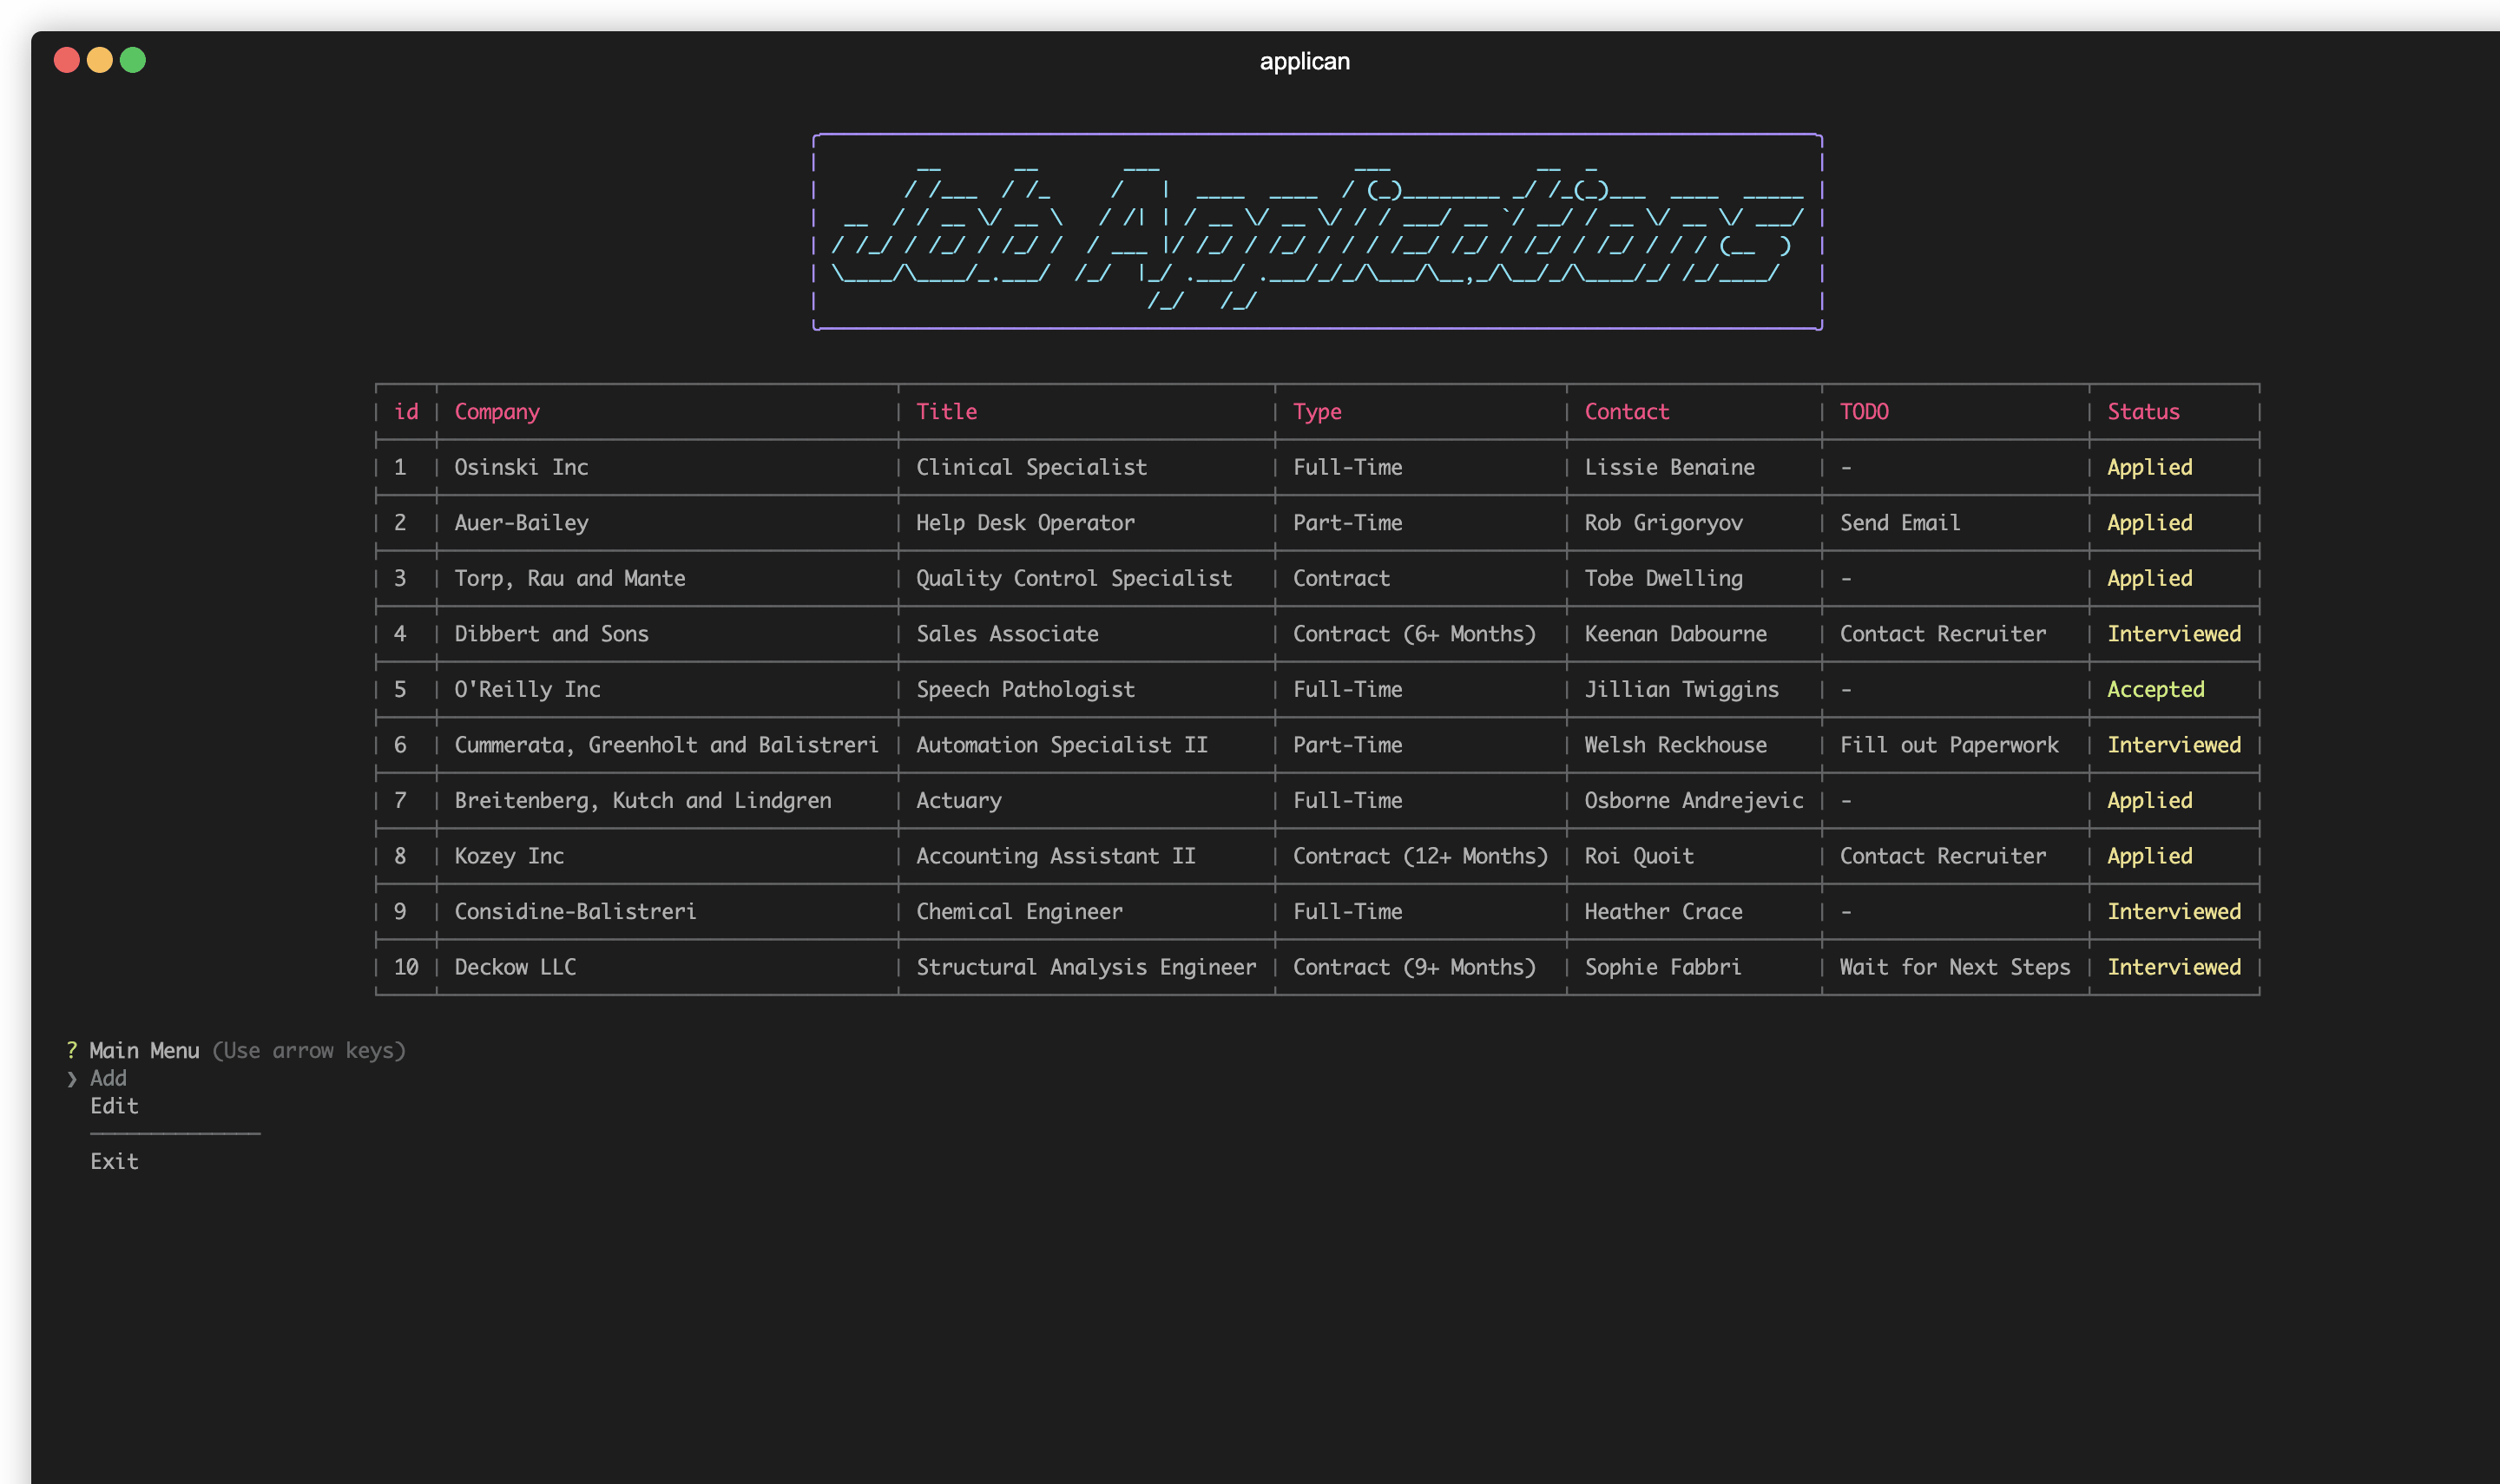 applican
Job Applications
id Company Title Type Contact TODO Status
1 Osinski Inc Clinical Specialist Full-Time Lissie Benaine - Applied
2 Auer-Bailey Help Desk Operator Part-Time Rob Grigoryov Send Email Applied
3 Torp, Rau and Mante Quality Control Specialist Contract Tobe Dwelling - Applied
4 Dibbert and Sons Sales Associate Contract (6+ Months) Keenan Dabourne Contact Recruiter Interviewed
5 O'Reilly Inc Speech Pathologist Full-Time Jillian Twiggins - Accepted
6 Cummerata, Greenholt and Balistreri Automation Specialist II Part-Time Welsh Reckhouse Fill out Paperwork Interviewed
7 Breitenberg, Kutch and Lindgren Actuary Full-Time Osborne Andrejevic - Applied
8 Kozey Inc Accounting Assistant II Contract (12+ Months) Roi Quoit Contact Recruiter Applied
9 Considine-Balistreri Chemical Engineer Full-Time Heather Crace - Interviewed
10 Deckow LLC Structural Analysis Engineer Contract (9+ Months) Sophie Fabbri Wait for Next Steps Interviewed
? Main Menu (Use arrow keys)
❯ Add
Edit
──────────────
Exit